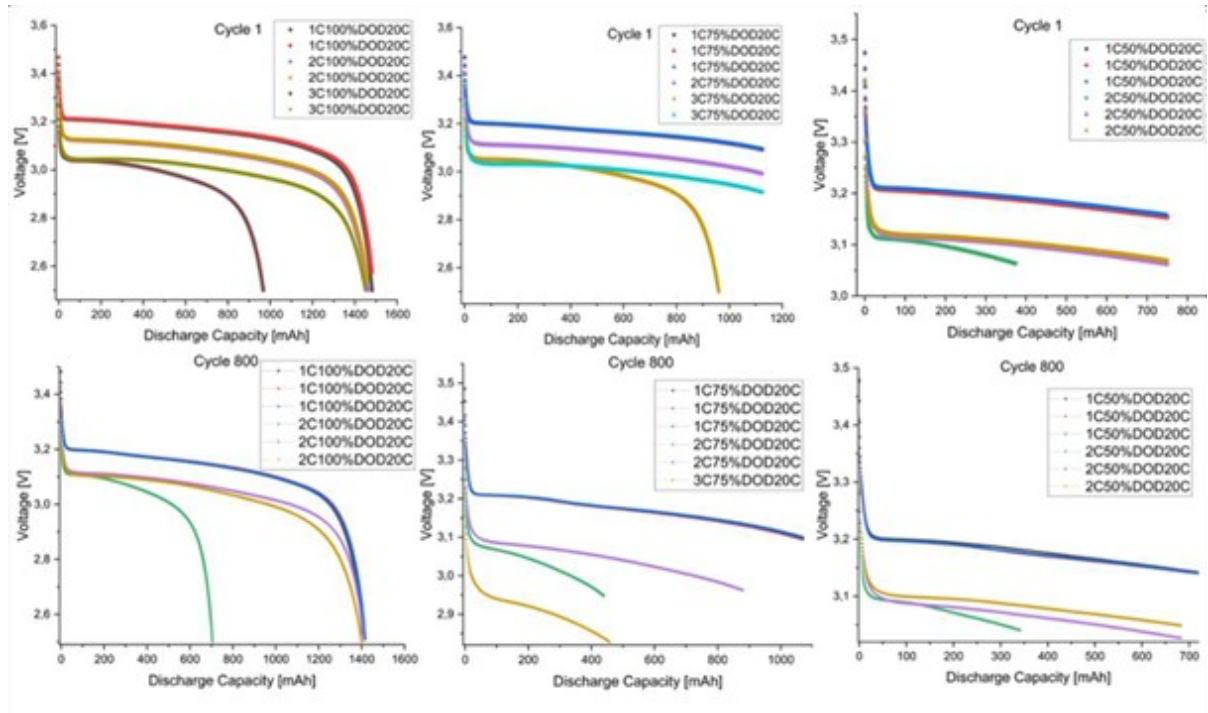 Cycle 1
1C100%DOD20C
1C100%DOD20C
2C100%DOD20C
2C100%DOD20C
3C100%DOD20C
3C100%DOD20C
3,6
3,4
3,2
3,0
2,8
2,6
Voltage [V]
0 200 400 600 800 1000 1200 1400 1600
Discharge Capacity [mAh]
Cycle 1
1C75%DOD20C
1C75%DOD20C
1C75%DOD20C
2C75%DOD20C
3C75%DOD20C
3C75%DOD20C
3,6
3,4
3,2
3,0
2,8
2,6
Voltage [V]
0 200 400 600 800 1000 1200
Discharge Capacity [mAh]
Cycle 1
1C50%DOD20C
1C50%DOD20C
1C50%DOD20C
2C50%DOD20C
2C50%DOD20C
2C50%DOD20C
3,5
3,4
3,3
3,2
3,1
3,0
Voltage [V]
0 100 200 300 400 500 600 700 800
Discharge Capacity [mAh]
Cycle 800
1C100%DOD20C
1C100%DOD20C
1C100%DOD20C
2C100%DOD20C
2C100%DOD20C
2C100%DOD20C
3,4
3,2
3,0
2,8
2,6
Voltage [V]
0 200 400 600 800 1000 1200 1400 1600
Discharge Capacity [mAh]
Cycle 800
1C75%DOD20C
1C75%DOD20C
1C75%DOD20C
2C75%DOD20C
2C75%DOD20C
3C75%DOD20C
3,5
3,4
3,3
3,2
3,1
3,0
2,9
Voltage [V]
0 200 400 600 800 1000
Discharge Capacity [mAh]
Cycle 800
1C50%DOD20C
1C50%DOD20C
1C50%DOD20C
2C50%DOD20C
2C50%DOD20C
2C50%DOD20C
3,5
3,4
3,3
3,2
3,1
Voltage [V]
0 100 200 300 400 500 600 700
Discharge Capacity [mAh]